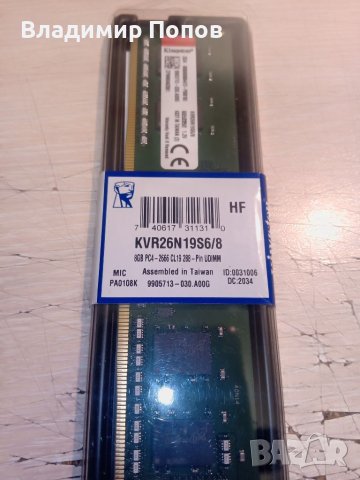 Владимир Попов
Kingston
HF
7 40617 31131 0
KVR26N19S6/8
8GB PC4-2666 CL19 288-Pin UDIMM
MIC Assembled in Taiwan ID:0031006
PA0108K 9905713-030.A00G DC:2034
BAZAR